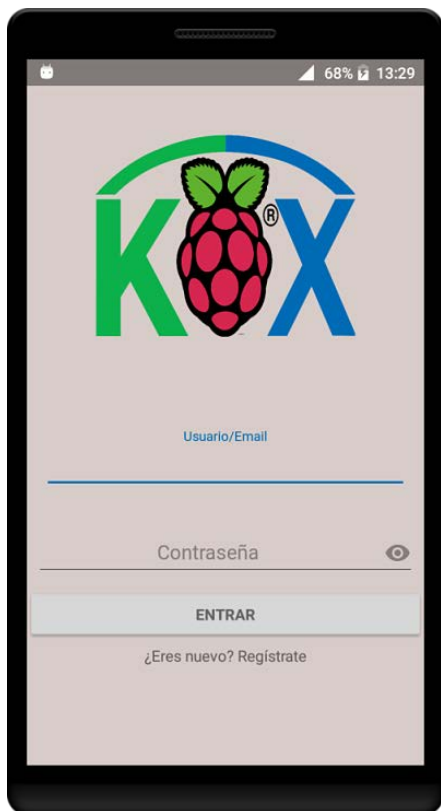 68% 13:29
K X
®
Usuario/Email
Contraseña
ENTRAR
¿Eres nuevo? Regístrate